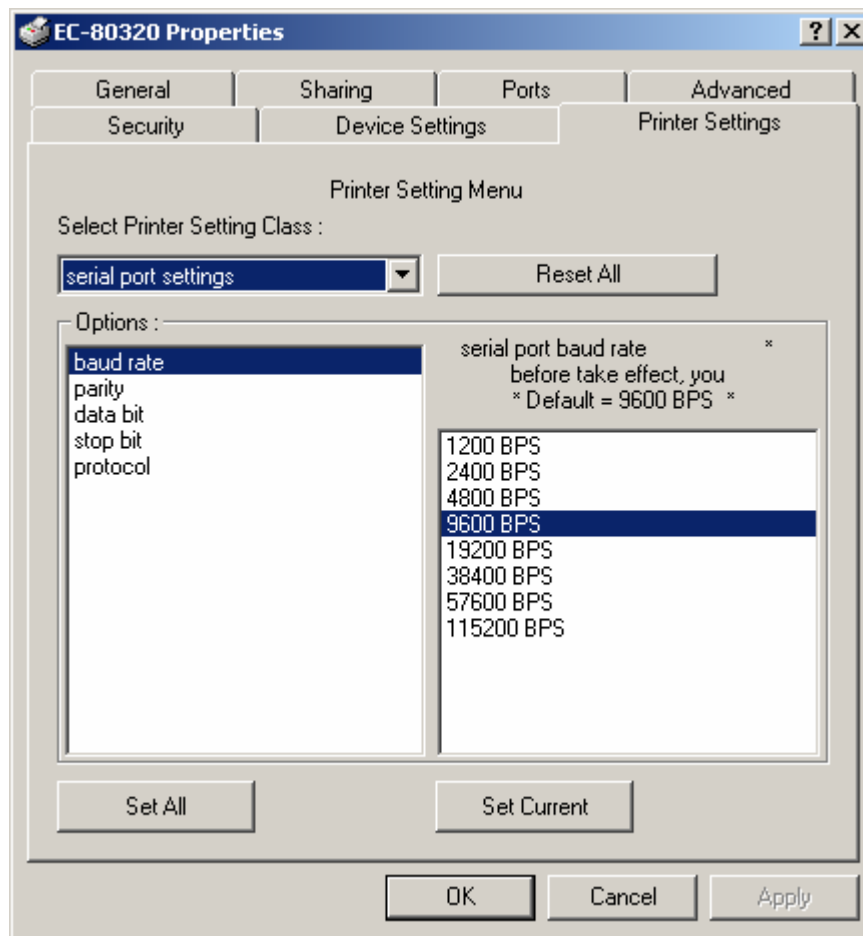 EC-80320 Properties
General Sharing Ports Advanced
Security Device Settings Printer Settings
Printer Setting Menu
Select Printer Setting Class :
serial port settings Reset All
Options :
baud rate
parity
data bit
stop bit
protocol
serial port baud rate *
before take effect, you
* Default = 9600 BPS *
1200 BPS
2400 BPS
4800 BPS
9600 BPS
19200 BPS
38400 BPS
57600 BPS
115200 BPS
Set All Set Current
OK Cancel Apply